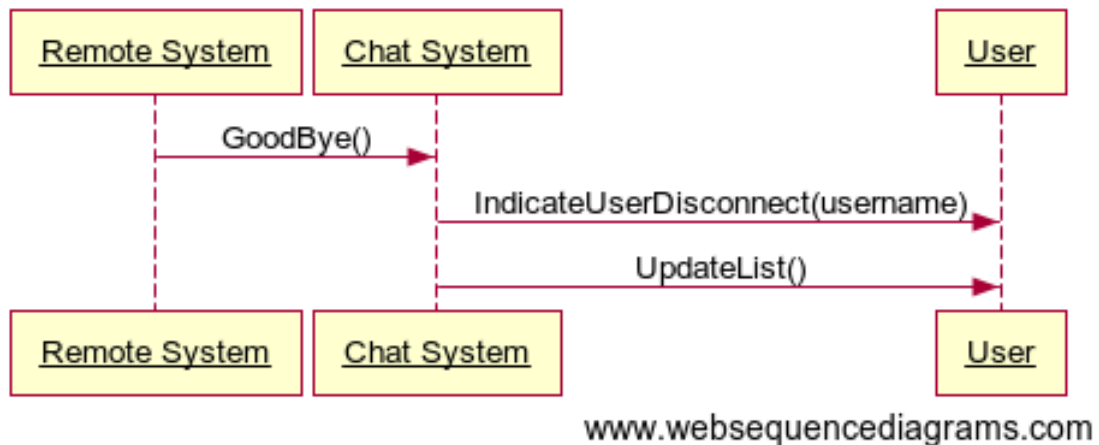 Remote System Chat System User
GoodBye()
IndicateUserDisconnect(username)
UpdateList()
Remote System Chat System User
www.websequencediagrams.com